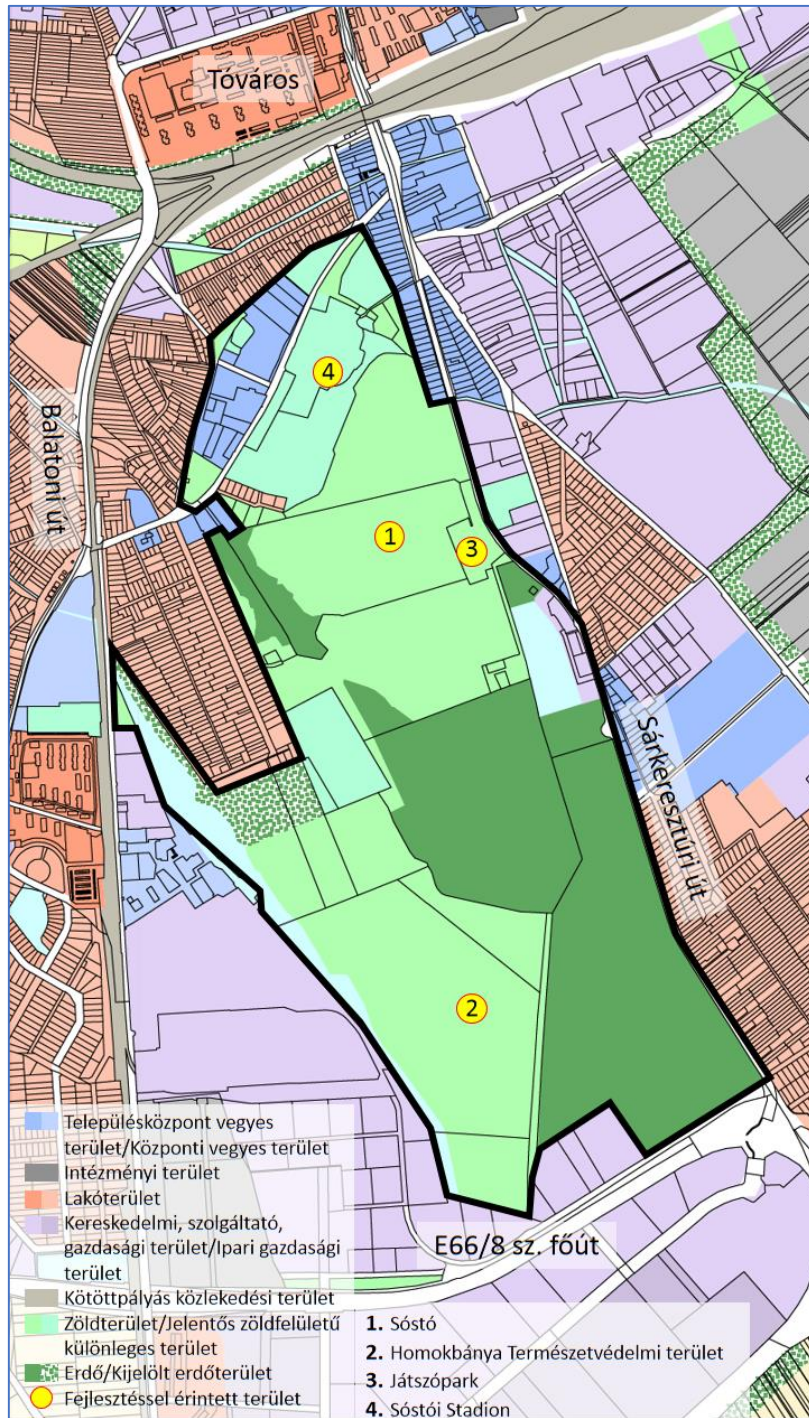 Tóváros
4
Balatoni út
1
3
Sárkeresztúri út
2
E66/8 sz. főút
Településközpont vegyes
terület/Központi vegyes terület
Intézményi terület
Lakóterület
Kereskedelmi, szolgáltató,
gazdasági terület/Ipari gazdasági
terület
Kötöttpályás közlekedési terület
Zöldterület/Jelentős zöldfelületű
különleges terület
Erdő/Kijelölt erdőterület
Fejlesztéssel érintett terület
1. Sóstó
2. Homokbánya Természetvédelmi terület
3. Játszópark
4. Sóstói Stadion